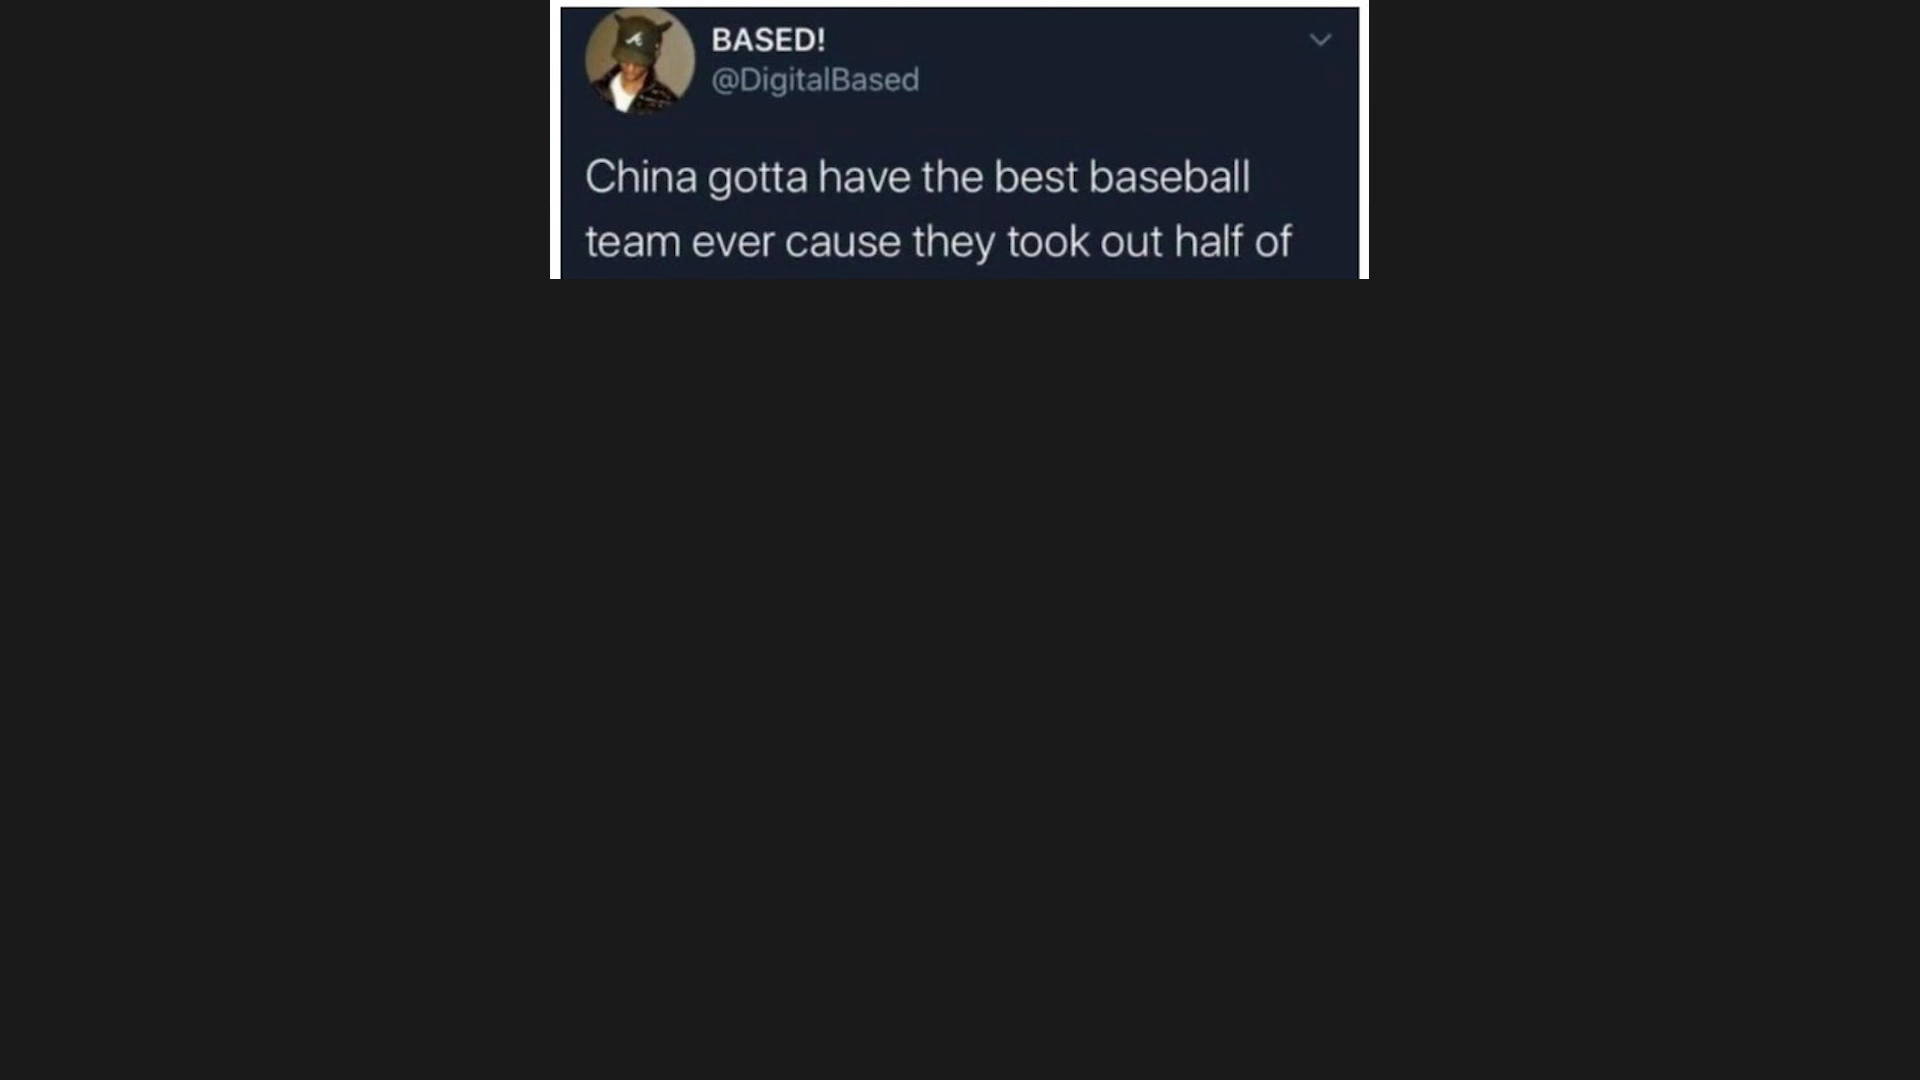 BASED!
@DigitalBased
China gotta have the best baseball
team ever cause they took out half of